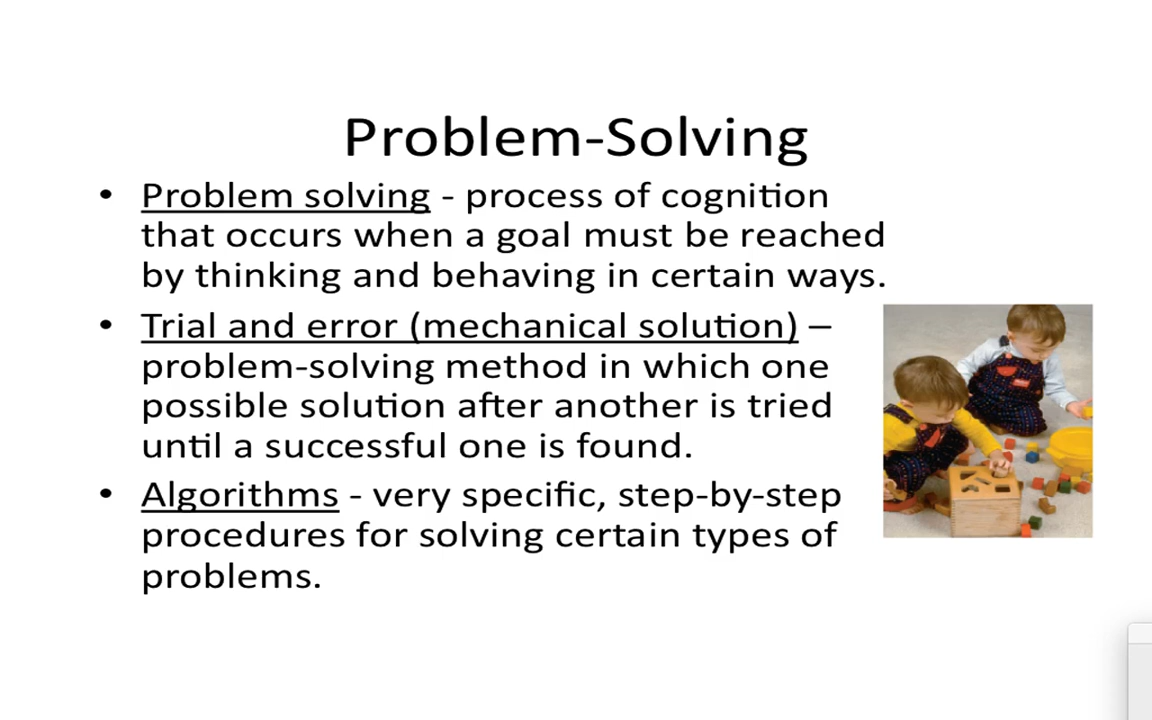 Problem-Solving
• Problem solving - process of cognition
that occurs when a goal must be reached
by thinking and behaving in certain ways.
• Trial and error (mechanical solution) –
problem-solving method in which one
possible solution after another is tried
until a successful one is found.
• Algorithms - very specific, step-by-step
procedures for solving certain types of
problems.